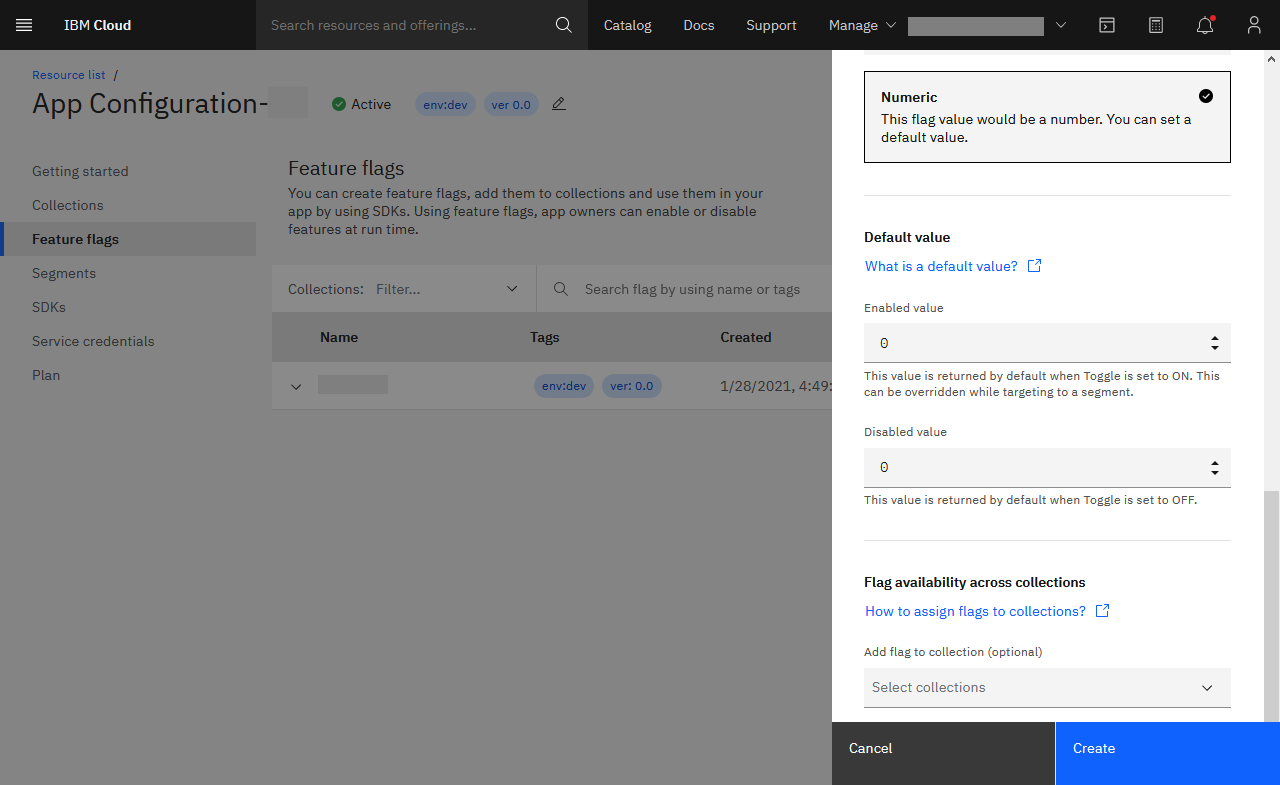 IBM Cloud
Search resources and offerings...
Catalog
Docs
Support
Manage
Resource list /
App Configuration-
Active
env:dev
ver 0.0
Getting started
Collections
Feature flags
Segments
SDKs
Service credentials
Plan
Feature flags
You can create feature flags, add them to collections and use them in your
app by using SDKs. Using feature flags, app owners can enable or disable
features at run time.
Collections: Filter...
Search flag by using name or tags
Name
Tags
Created
env:dev
ver: 0.0
1/28/2021, 4:49:
Numeric
This flag value would be a number. You can set a
default value.
Default value
What is a default value?
Enabled value
0
This value is returned by default when Toggle is set to ON. This
can be overridden while targeting to a segment.
Disabled value
0
This value is returned by default when Toggle is set to OFF.
Flag availability across collections
How to assign flags to collections?
Add flag to collection (optional)
Select collections
Cancel
Create